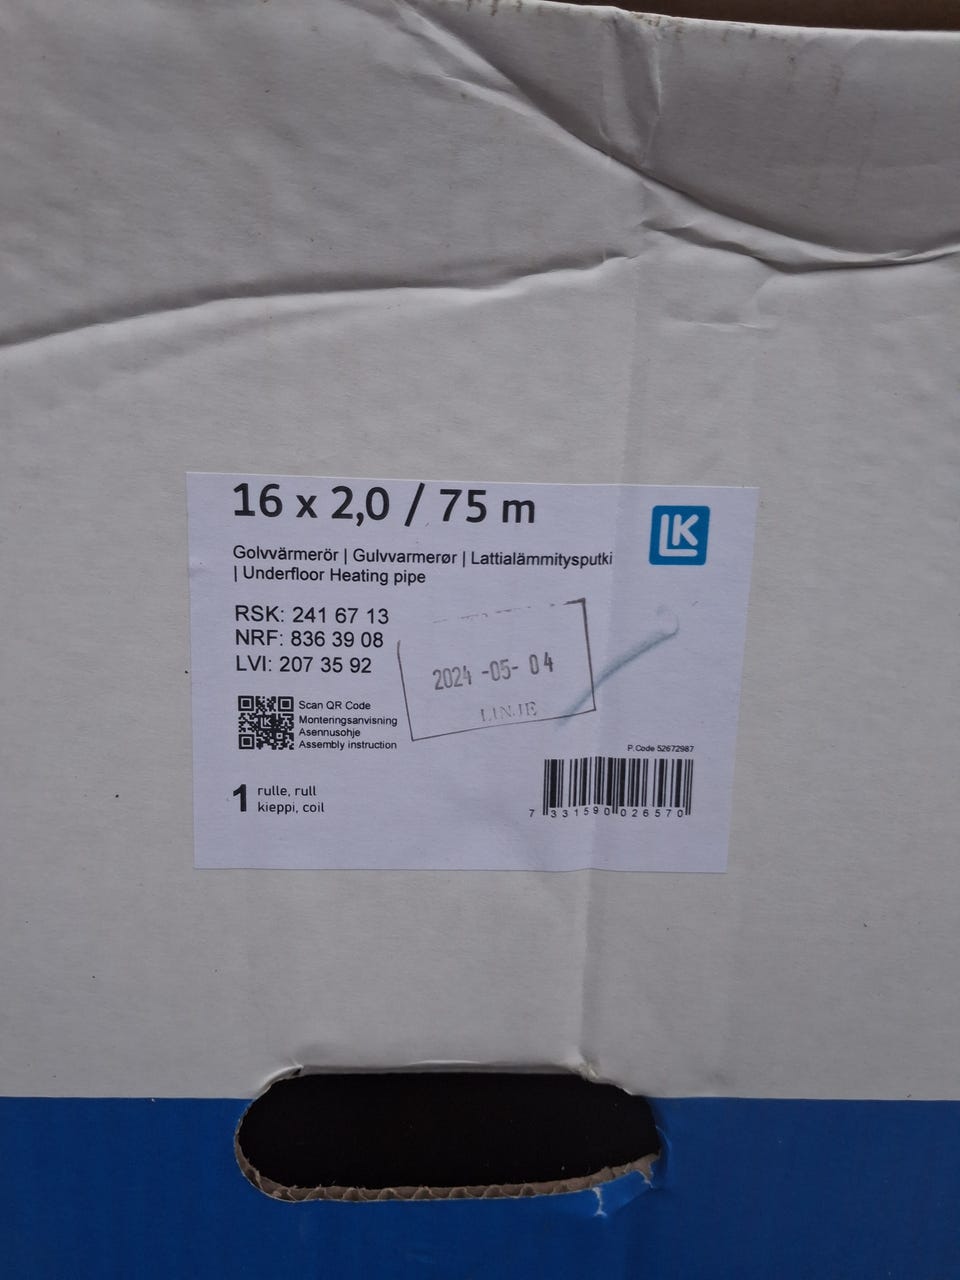 16 x 2,0 / 75 m
LK
Golvvärmerör | Gulvvarmerør | Lattialämmitysputki
| Underfloor Heating pipe
RSK: 241 67 13
NRF: 836 39 08
LVI: 207 35 92
2024 -05- 04
LINJE
Scan QR Code
Monteringsanvisning
Asennusohje
Assembly instruction
LK
P.Code 52672987
1 rulle, rull
kieppi, coil
7 331590 026570